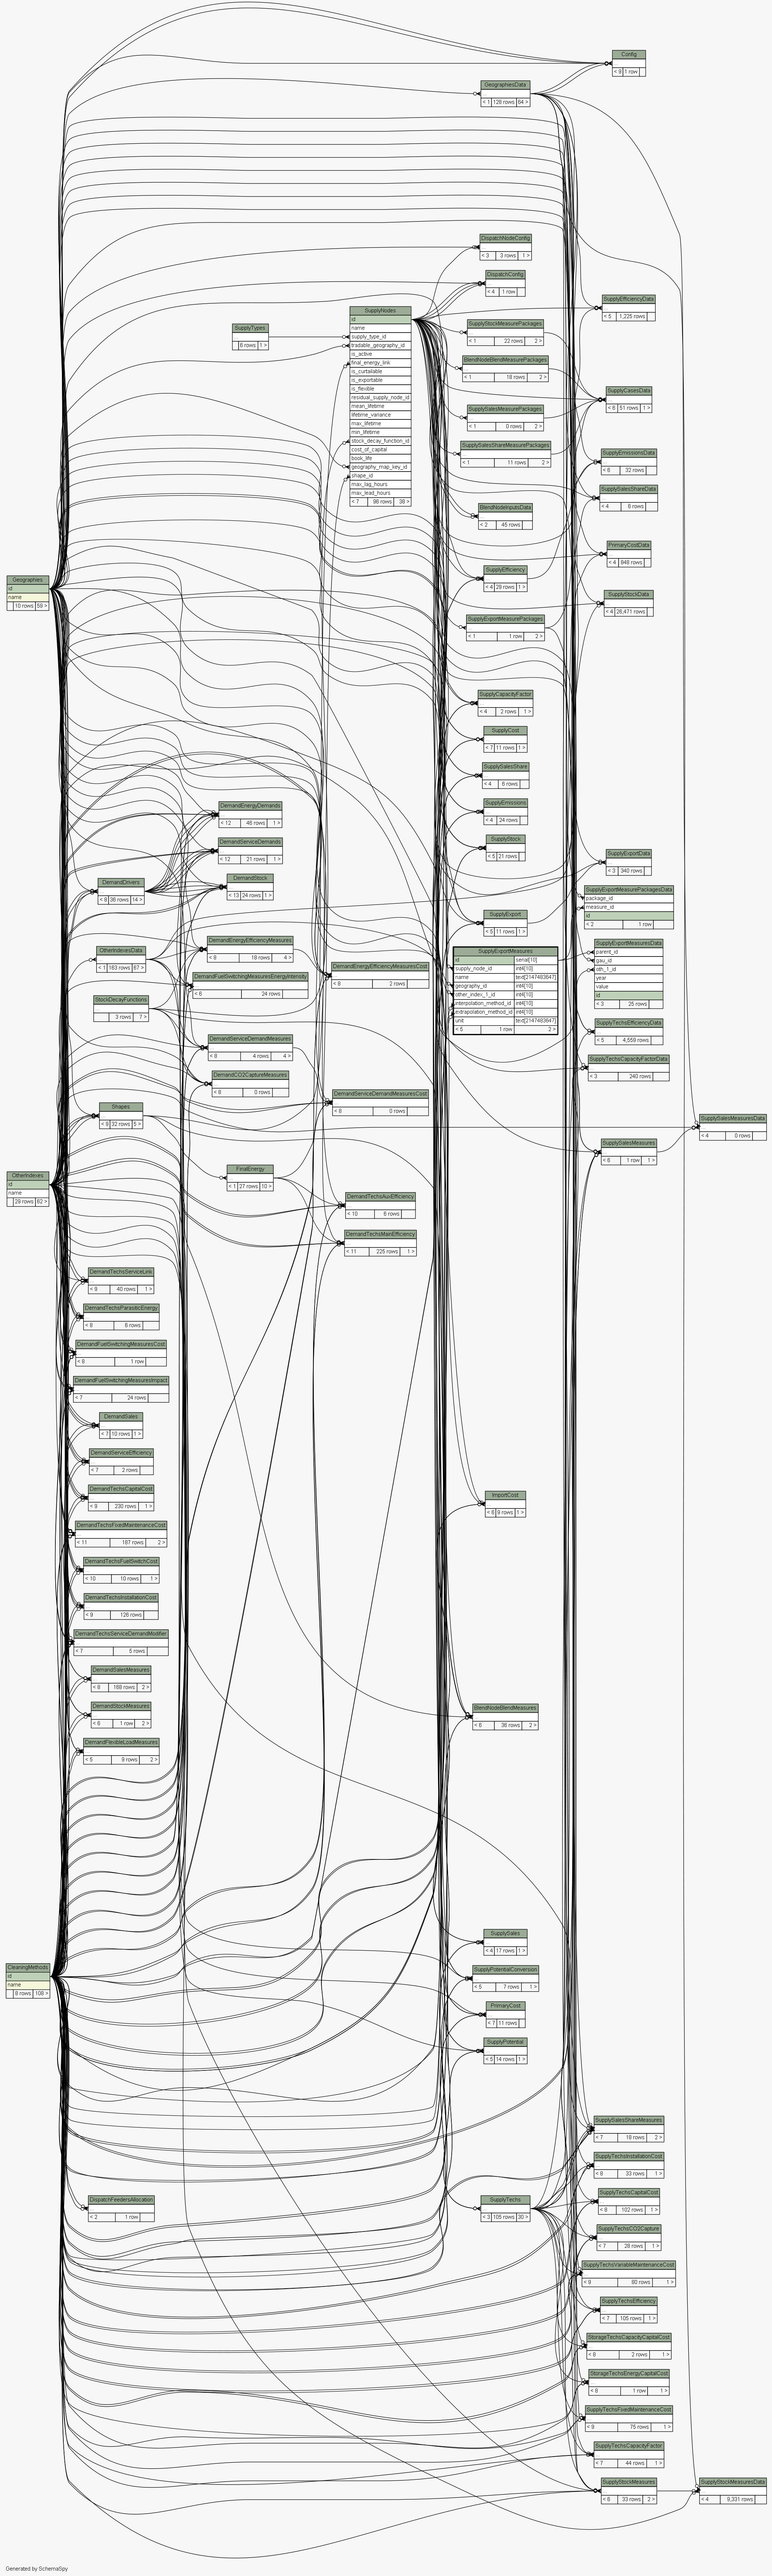 Config
< 9 1 row
GeographiesData
< 1 128 rows 64 >
DispatchNodeConfig
< 3 3 rows 1 >
DispatchConfig
< 4 1 row
SupplyEfficiencyData
< 5 1,225 rows
SupplyNodes
id
name
supply_type_id
tradable_geography_id
is_active
final_energy_link
is_curtailable
is_exportable
is_flexible
residual_supply_node_id
mean_lifetime
lifetime_variance
max_lifetime
min_lifetime
stock_decay_function_id
cost_of_capital
book_life
geography_map_key_id
shape_id
max_lag_hours
max_lead_hours
< 7 96 rows 38 >
SupplyTypes
6 rows 1 >
SupplyStockMeasurePackages
< 1 22 rows 2 >
BlendNodeBlendMeasurePackages
< 1 18 rows 2 >
SupplyCasesData
< 8 51 rows 1 >
SupplySalesMeasurePackages
< 1 0 rows 2 >
SupplySalesShareMeasurePackages
< 1 11 rows 2 >
SupplyEmissionsData
< 6 32 rows
SupplySalesShareData
< 4 6 rows
BlendNodeInputsData
< 2 45 rows
PrimaryCostData
< 4 849 rows
SupplyEfficiency
< 4 29 rows 1 >
Geographies
id
name
10 rows 59 >
SupplyStockData
< 4 26,471 rows
SupplyExportMeasurePackages
< 1 1 row 2 >
SupplyCapacityFactor
< 4 2 rows 1 >
SupplyCost
< 7 11 rows 1 >
SupplySalesShare
< 4 6 rows
DemandEnergyDemands
< 12 46 rows 1 >
SupplyEmissions
< 4 24 rows
DemandServiceDemands
< 12 21 rows 1 >
SupplyStock
< 5 21 rows
SupplyExportData
< 3 340 rows
DemandDrivers
< 8 36 rows 14 >
DemandStock
< 13 24 rows 1 >
SupplyExportMeasurePackagesData
package_id
measure_id
id
< 2 1 row
SupplyExport
< 5 11 rows 1 >
DemandEnergyEfficiencyMeasures
< 8 18 rows 4 >
OtherIndexesData
< 1 163 rows 67 >
SupplyExportMeasures
id serial[10]
supply_node_id int4[10]
name text[2147483647]
geography_id int4[10]
other_index_1_id int4[10]
interpolation_method_id int4[10]
extrapolation_method_id int4[10]
unit text[2147483647]
< 5 1 row 2 >
SupplyExportMeasuresData
parent_id
gau_id
oth_1_id
year
value
id
< 3 25 rows
DemandEnergyEfficiencyMeasuresCost
< 8 2 rows
DemandFuelSwitchingMeasuresEnergyIntensity
< 6 24 rows
StockDecayFunctions
3 rows 7 >
SupplyTechsEfficiencyData
< 5 4,559 rows
DemandServiceDemandMeasures
< 8 4 rows 4 >
SupplyTechsCapacityFactorData
< 3 240 rows
DemandCO2CaptureMeasures
< 8 0 rows
DemandServiceDemandMeasuresCost
< 8 0 rows
Shapes
< 8 32 rows 5 >
SupplySalesMeasuresData
< 4 0 rows
SupplySalesMeasures
< 6 1 row 1 >
OtherIndexes
id
name
29 rows 62 >
FinalEnergy
< 1 27 rows 10 >
DemandTechsAuxEfficiency
< 10 6 rows
DemandTechsMainEfficiency
< 11 225 rows 1 >
DemandTechsServiceLink
< 9 40 rows 1 >
DemandTechsParasiticEnergy
< 8 6 rows
DemandFuelSwitchingMeasuresCost
< 8 1 row
DemandFuelSwitchingMeasuresImpact
< 7 24 rows
DemandSales
< 7 10 rows 1 >
DemandServiceEfficiency
< 7 2 rows
DemandTechsCapitalCost
< 9 230 rows 1 >
ImportCost
< 8 9 rows 1 >
DemandTechsFixedMaintenanceCost
< 11 187 rows 2 >
DemandTechsFuelSwitchCost
< 10 10 rows 1 >
DemandTechsInstallationCost
< 9 126 rows
DemandTechsServiceDemandModifier
< 7 5 rows
DemandSalesMeasures
< 8 168 rows 2 >
DemandStockMeasures
< 8 1 row 2 >
BlendNodeBlendMeasures
< 6 36 rows 2 >
DemandFlexibleLoadMeasures
< 5 9 rows 2 >
SupplySales
< 4 17 rows 1 >
CleaningMethods
id
name
8 rows 108 >
SupplyPotentialConversion
< 5 7 rows 1 >
PrimaryCost
< 7 11 rows
SupplyPotential
< 5 14 rows 1 >
SupplySalesShareMeasures
< 7 18 rows 2 >
SupplyTechsInstallationCost
< 8 33 rows 1 >
DispatchFeedersAllocation
< 2 1 row
SupplyTechs
< 3 105 rows 30 >
SupplyTechsCapitalCost
< 8 102 rows 1 >
SupplyTechsCO2Capture
< 7 28 rows 1 >
SupplyTechsVariableMaintenanceCost
< 9 80 rows 1 >
SupplyTechsEfficiency
< 7 105 rows 1 >
StorageTechsCapacityCapitalCost
< 8 2 rows 1 >
StorageTechsEnergyCapitalCost
< 8 1 row 1 >
SupplyTechsFixedMaintenanceCost
< 9 75 rows 1 >
SupplyTechsCapacityFactor
< 7 44 rows 1 >
SupplyStockMeasures
< 6 33 rows 2 >
SupplyStockMeasuresData
< 4 9,331 rows
Generated by SchemaSpy